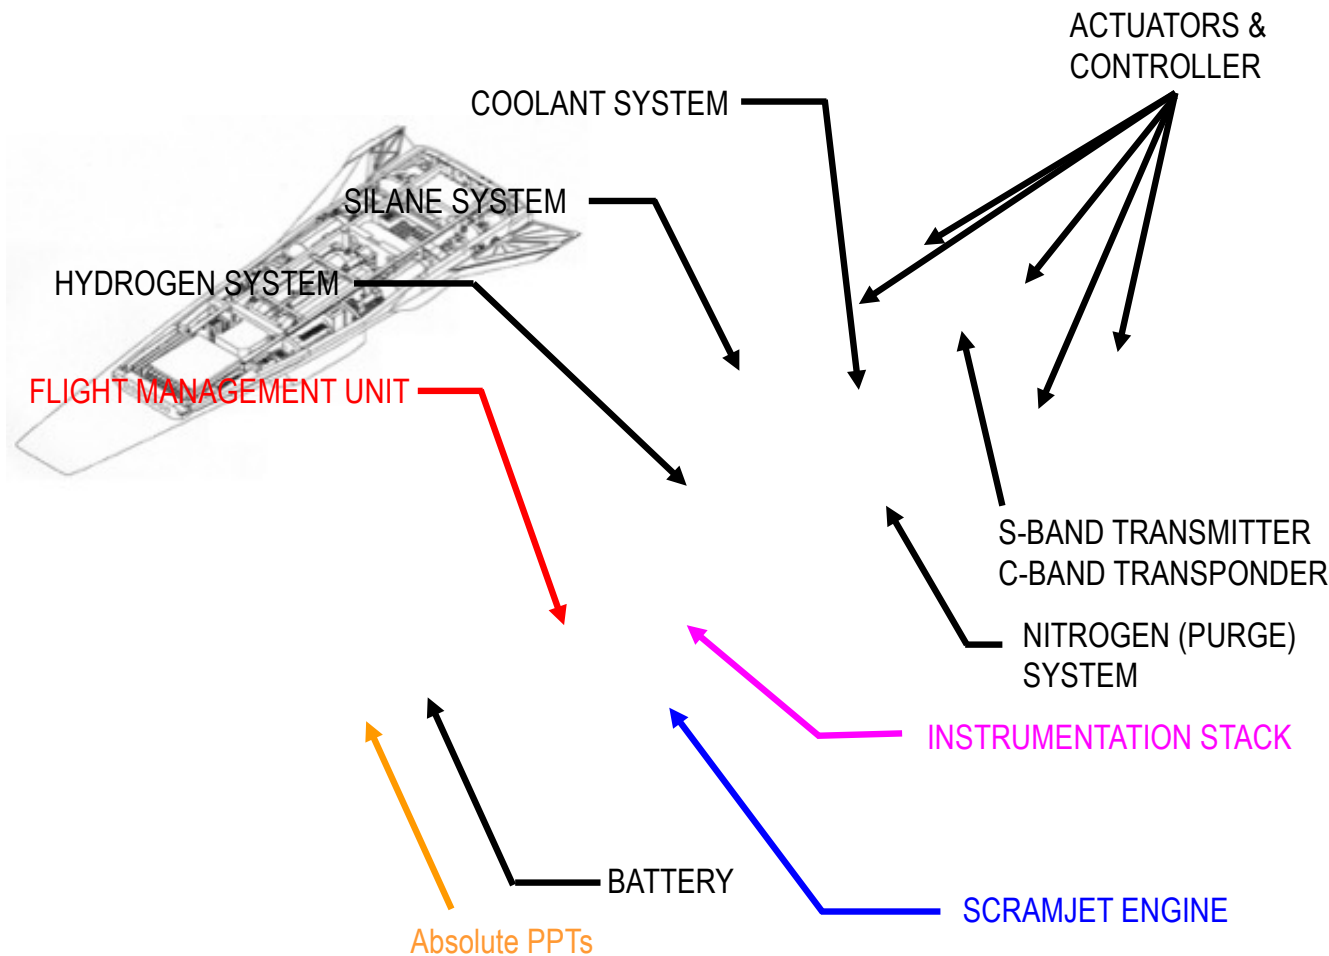 ACTUATORS &
CONTROLLER
COOLANT SYSTEM
SILANE SYSTEM
HYDROGEN SYSTEM
FLIGHT MANAGEMENT UNIT
S-BAND TRANSMITTER
C-BAND TRANSPONDER
NITROGEN (PURGE)
SYSTEM
INSTRUMENTATION STACK
BATTERY
SCRAMJET ENGINE
Absolute PPTs